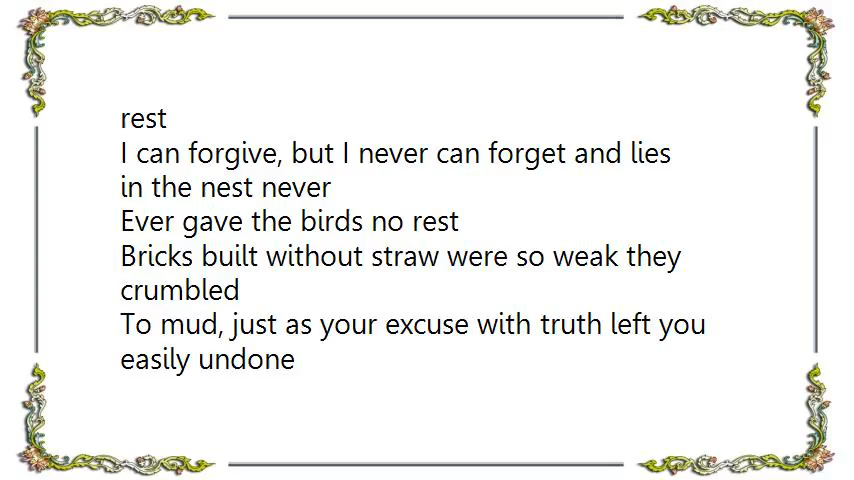 rest
I can forgive, but I never can forget and lies
in the nest never
Ever gave the birds no rest
Bricks built without straw were so weak they
crumbled
To mud, just as your excuse with truth left you
easily undone